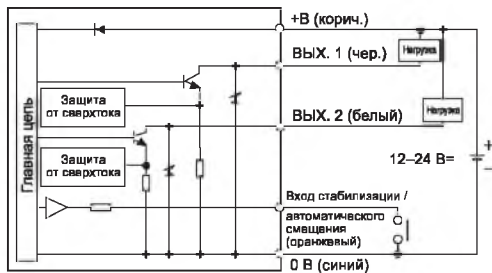 +В (корич.)
ВЫХ. 1 (чер.)
Нагрузка
Главная цепь
Защита
от сверхтока
ВЫХ. 2 (белый)
Нагрузка
Защита
от сверхтока
12–24 В=
+
–
Вход стабилизации /
автоматического
смещения
(оранжевый)
0 В (синий)